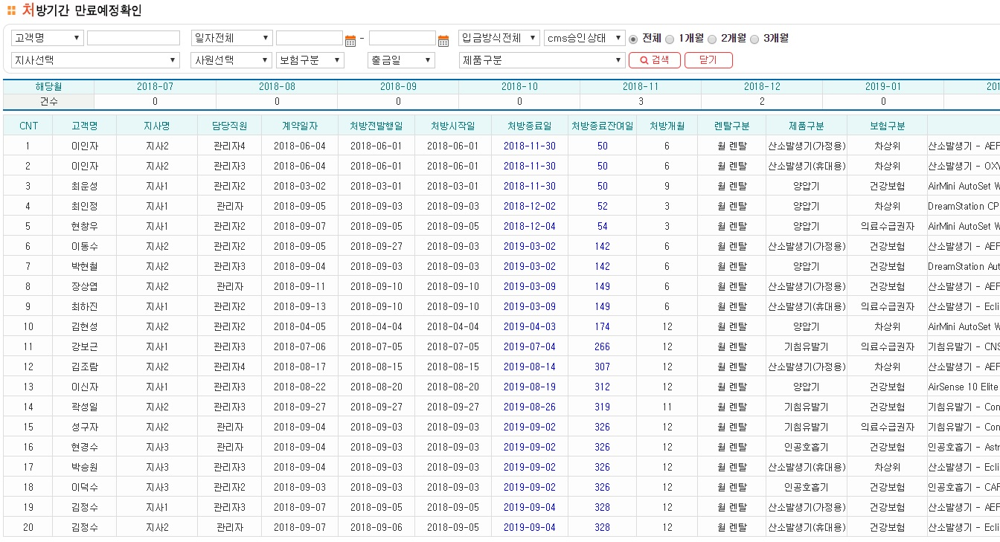 처방기간 만료예정확인
고객명 일자전체 - 입금방식전체 cms승인상태 전체 1개월 2개월 3개월
지사선택 사원선택 보험구분 출금일 제품구분 검색 닫기
해당월 2018-07 2018-08 2018-09 2018-10 2018-11 2018-12 2019-01 201
건수 0 0 0 0 3 2 0
CNT 고객명 지사명 담당직원 계약일자 처방전발행일 처방시작일 처방종료일 처방종료잔여일 처방개월 렌탈구분 제품구분 보험구분
1 이인자 지사2 관리자4 2018-06-04 2018-06-01 2018-06-01 2018-11-30 50 6 월 렌탈 산소발생기(가정용) 차상위 산소발생기 - AEF
2 이인자 지사2 관리자3 2018-06-04 2018-06-01 2018-06-01 2018-11-30 50 6 월 렌탈 산소발생기(휴대용) 차상위 산소발생기 - OXY
3 최운성 지사1 관리자2 2018-03-02 2018-03-01 2018-03-01 2018-11-30 50 9 월 렌탈 양압기 건강보험 AirMini AutoSet W
4 최인정 지사1 관리자 2018-09-05 2018-09-03 2018-09-03 2018-12-02 52 3 월 렌탈 양압기 차상위 DreamStation CP
5 현창우 지사1 관리자2 2018-09-07 2018-09-05 2018-09-05 2018-12-04 54 3 월 렌탈 양압기 의료수급권자 AirMini AutoSet W
6 이동수 지사2 관리자2 2018-09-05 2018-09-27 2018-09-03 2019-03-02 142 6 월 렌탈 산소발생기(가정용) 건강보험 산소발생기 - AEF
7 박현철 지사2 관리자3 2018-09-04 2018-09-03 2018-09-03 2019-03-02 142 6 월 렌탈 양압기 건강보험 DreamStation Aut
8 장상엽 지사2 관리자 2018-09-11 2018-09-10 2018-09-10 2019-03-09 149 6 월 렌탈 산소발생기(가정용) 건강보험 산소발생기 - AEF
9 최하진 지사1 관리자2 2018-09-13 2018-09-10 2018-09-10 2019-03-09 149 6 월 렌탈 산소발생기(휴대용) 의료수급권자 산소발생기 - Ecli
10 김현성 지사2 관리자2 2018-04-05 2018-04-04 2018-04-04 2019-04-03 174 12 월 렌탈 양압기 차상위 AirMini AutoSet W
11 강보근 지사1 관리자3 2018-07-06 2018-07-05 2018-07-05 2019-07-04 266 12 월 렌탈 기침유발기 의료수급권자 기침유발기 - CNS
12 김조람 지사2 관리자4 2018-08-17 2018-08-15 2018-08-15 2019-08-14 307 12 월 렌탈 산소발생기(가정용) 차상위 산소발생기 - AEF
13 이신자 지사1 관리자3 2018-08-22 2018-08-20 2018-08-20 2019-08-19 312 12 월 렌탈 양압기 건강보험 AirSense 10 Elite
14 곽성일 지사2 관리자3 2018-09-27 2018-09-27 2018-09-27 2019-08-26 319 11 월 렌탈 기침유발기 건강보험 기침유발기 - Con
15 성구자 지사2 관리자 2018-09-04 2018-09-03 2018-09-03 2019-09-02 326 12 월 렌탈 기침유발기 의료수급권자 기침유발기 - Con
16 현경수 지사3 관리자 2018-09-04 2018-09-03 2018-09-03 2019-09-02 326 12 월 렌탈 인공호흡기 건강보험 인공호흡기 - Astr
17 박승원 지사3 관리자3 2018-09-04 2018-09-03 2018-09-03 2019-09-02 326 12 월 렌탈 산소발생기(휴대용) 차상위 산소발생기 - Ecli
18 이덕수 지사3 관리자2 2018-09-03 2018-09-03 2018-09-03 2019-09-02 326 12 월 렌탈 인공호흡기 건강보험 인공호흡기 - CAF
19 김정수 지사1 관리자3 2018-09-07 2018-09-05 2018-09-05 2019-09-04 328 12 월 렌탈 산소발생기(가정용) 건강보험 산소발생기 - AEF
20 김정수 지사2 관리자 2018-09-07 2018-09-06 2018-09-05 2019-09-04 328 12 월 렌탈 산소발생기(휴대용) 건강보험 산소발생기 - Ecli